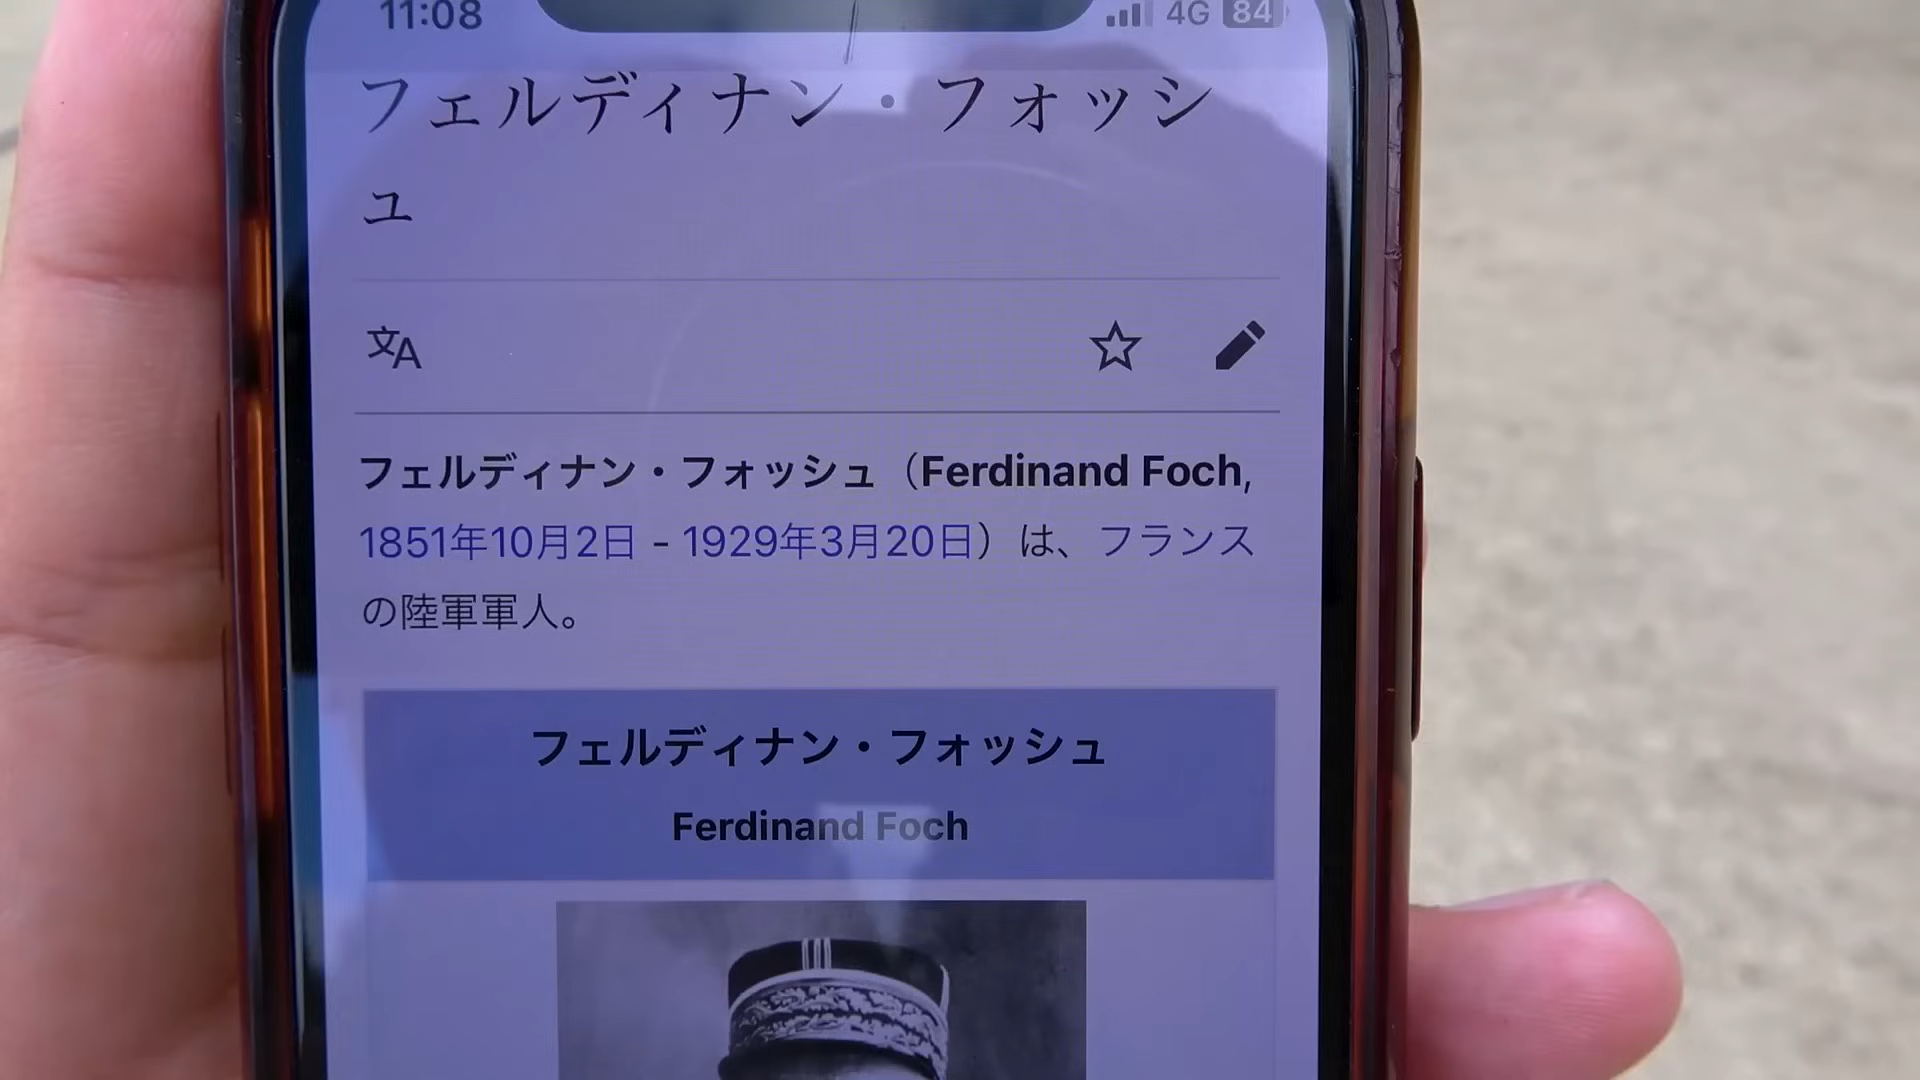 11:08 4G 84
フェルディナン・フォッシ
ュ
文A
フェルディナン・フォッシュ（Ferdinand Foch,
1851年10月2日 - 1929年3月20日）は、フランス
の陸軍軍人。
フェルディナン・フォッシュ
Ferdinand Foch